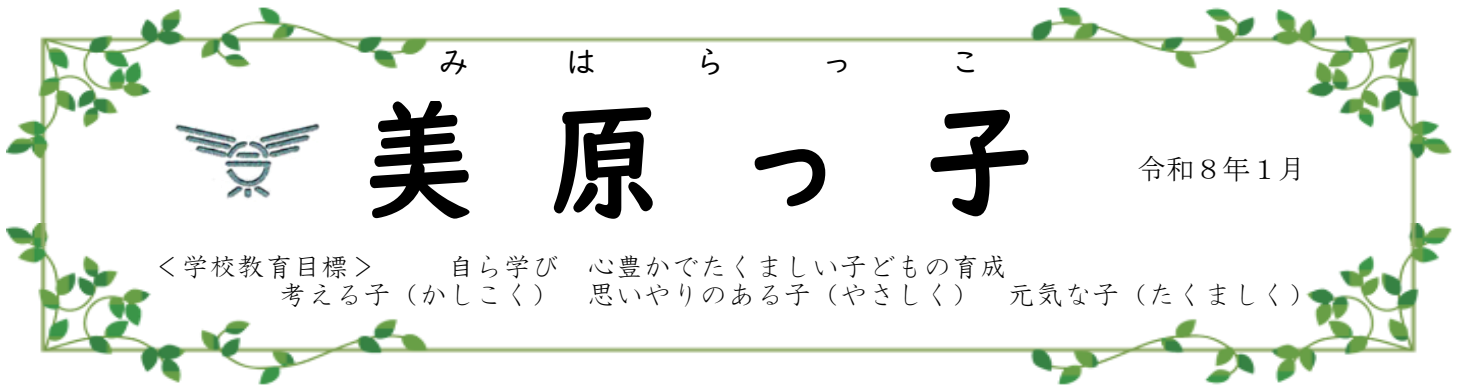 みはらっこ
美原っ子
令和８年１月
＜学校教育目標＞　　　自ら学び　心豊かでたくましい子どもの育成
考える子（かしこく）　思いやりのある子（やさしく）　元気な子（たくましく）